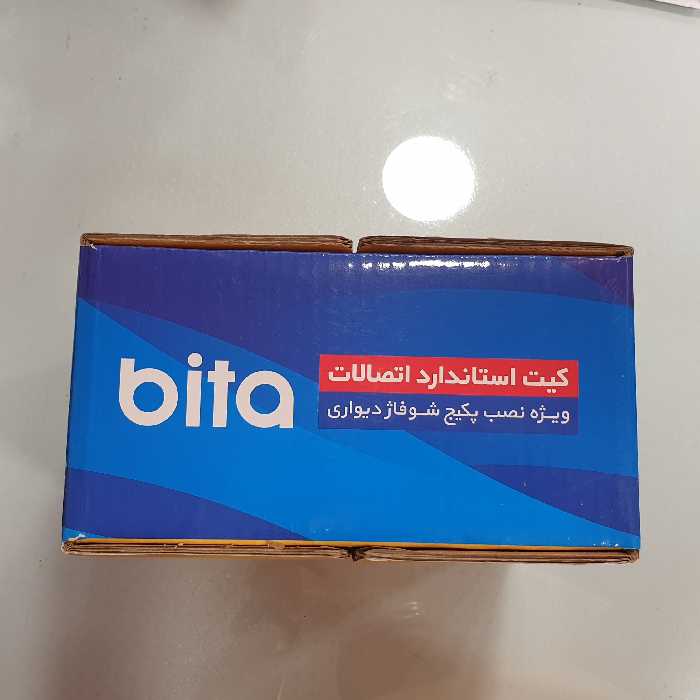 bita
کیت استاندارد اتصالات
ویژه نصب پکیج شوفاژ دیواری